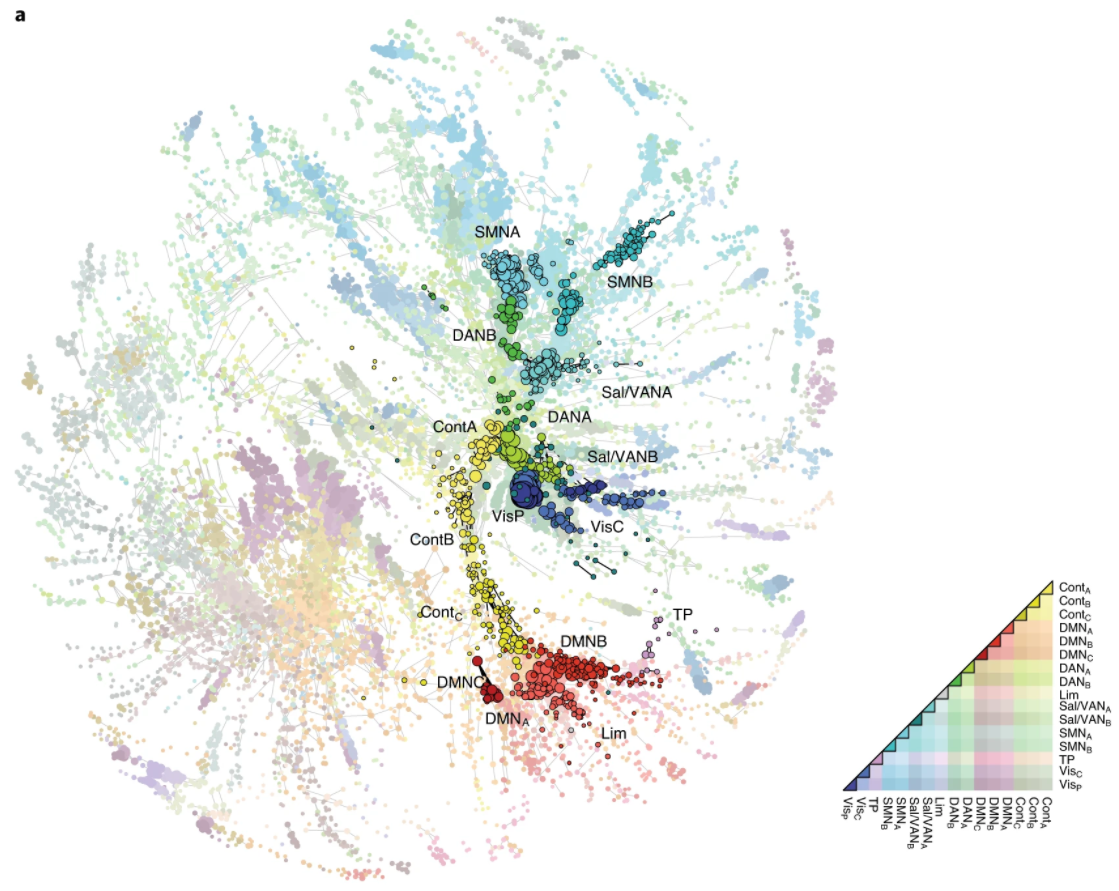 a
SMNA
SMNB
DANB
Sal/VANA
DANA
ContA
Sal/VANB
VisP
VisC
ContB
ContC
TP
DMNB
DMNC
DMNA
Lim
ContA
ContB
ContC
DMNA
DMNB
DMNC
DANA
DANB
Lim
Sal/VANA
Sal/VANB
SMNA
SMNB
TP
VisC
VisP
VisP
VisC
TP
SMNB
SMNA
Sal/VANB
Sal/VANA
Lim
DANB
DANA
DMNC
DMNB
DMNA
ContC
ContB
ContA